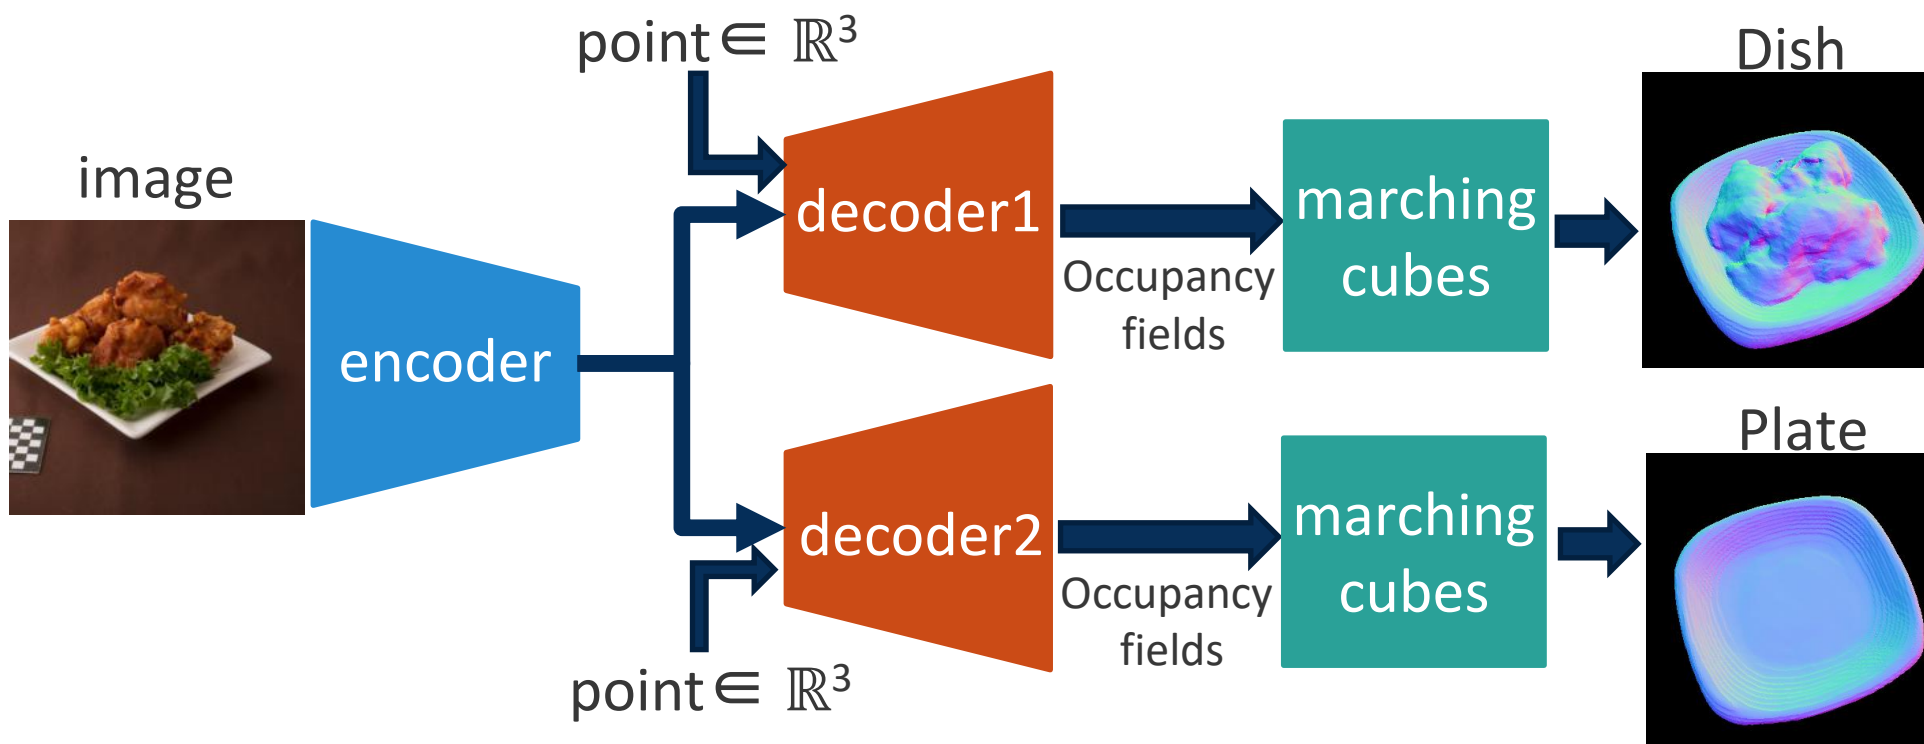 image
encoder
point ∈ ℝ³
decoder1
Occupancy
fields
marching
cubes
Dish
point ∈ ℝ³
decoder2
Occupancy
fields
marching
cubes
Plate